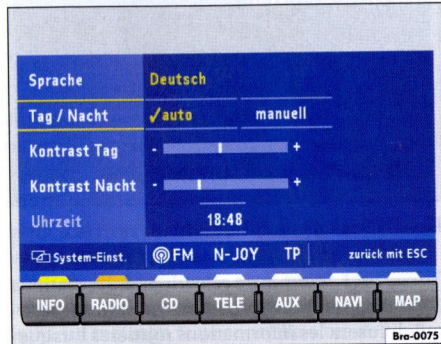 Sprache Deutsch
Tag / Nacht ✓auto manuell
Kontrast Tag - +
Kontrast Nacht - +
Uhrzeit 18:48
System-Einst. FM N-JOY TP zurück mit ESC
INFO RADIO CD TELE AUX NAVI MAP
Bra-0075